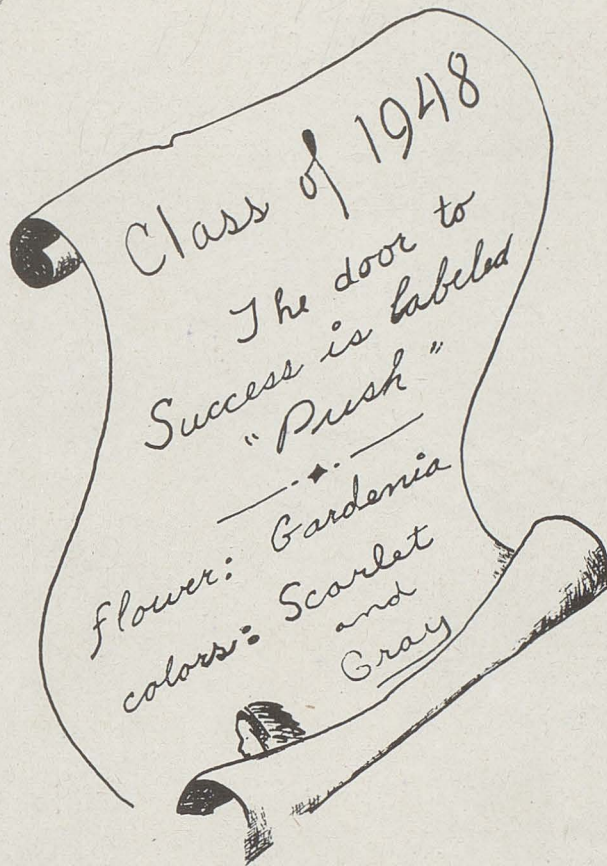 Class of 1948
The door to
Success is labeled
"Push"
flower: Gardenia
colors: Scarlet
and
Gray